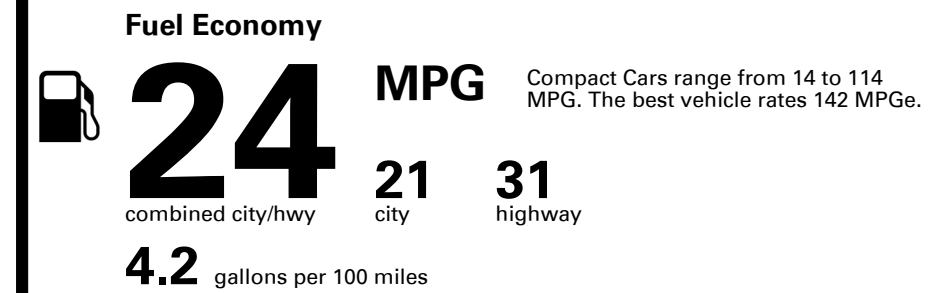 Fuel Economy
24 MPG
Compact Cars range from 14 to 114
MPG. The best vehicle rates 142 MPGe.
21 31
combined city/hwy city highway
4.2 gallons per 100 miles